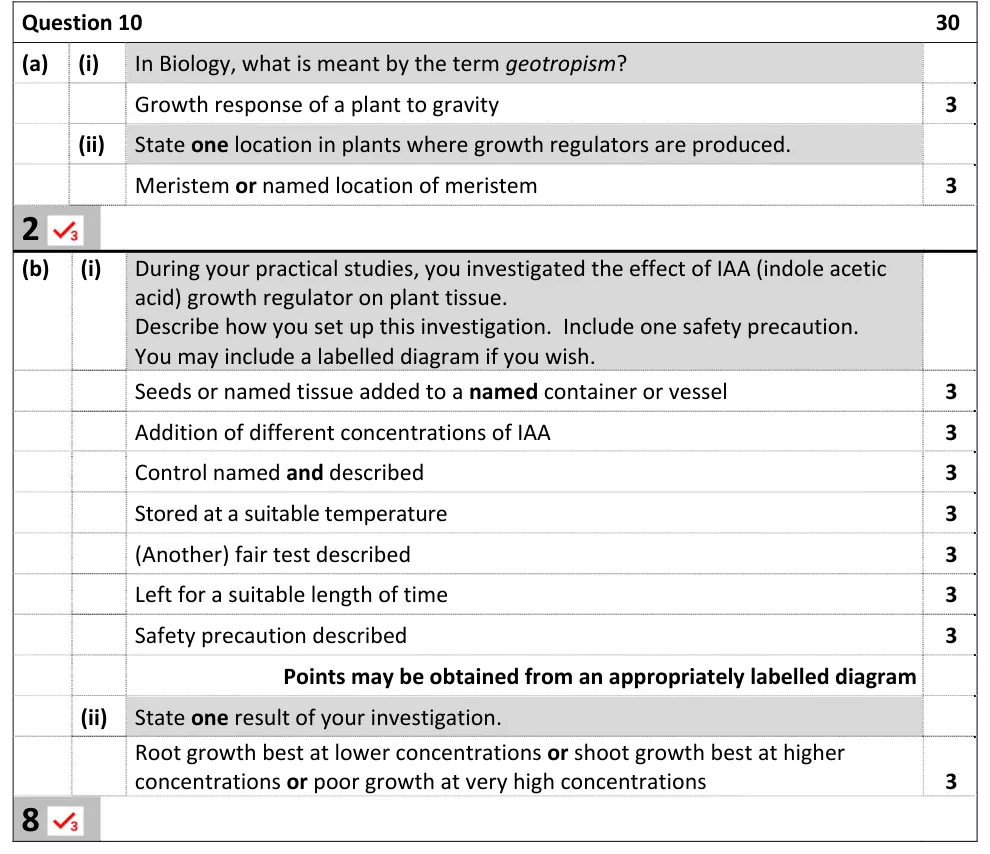 Question 10 30
(a) (i) In Biology, what is meant by the term geotropism?
Growth response of a plant to gravity 3
(ii) State one location in plants where growth regulators are produced.
Meristem or named location of meristem 3
2 ✓3
(b) (i) During your practical studies, you investigated the effect of IAA (indole acetic
acid) growth regulator on plant tissue.
Describe how you set up this investigation. Include one safety precaution.
You may include a labelled diagram if you wish.
Seeds or named tissue added to a named container or vessel 3
Addition of different concentrations of IAA 3
Control named and described 3
Stored at a suitable temperature 3
(Another) fair test described 3
Left for a suitable length of time 3
Safety precaution described 3
Points may be obtained from an appropriately labelled diagram
(ii) State one result of your investigation.
Root growth best at lower concentrations or shoot growth best at higher
concentrations or poor growth at very high concentrations 3
8 ✓3